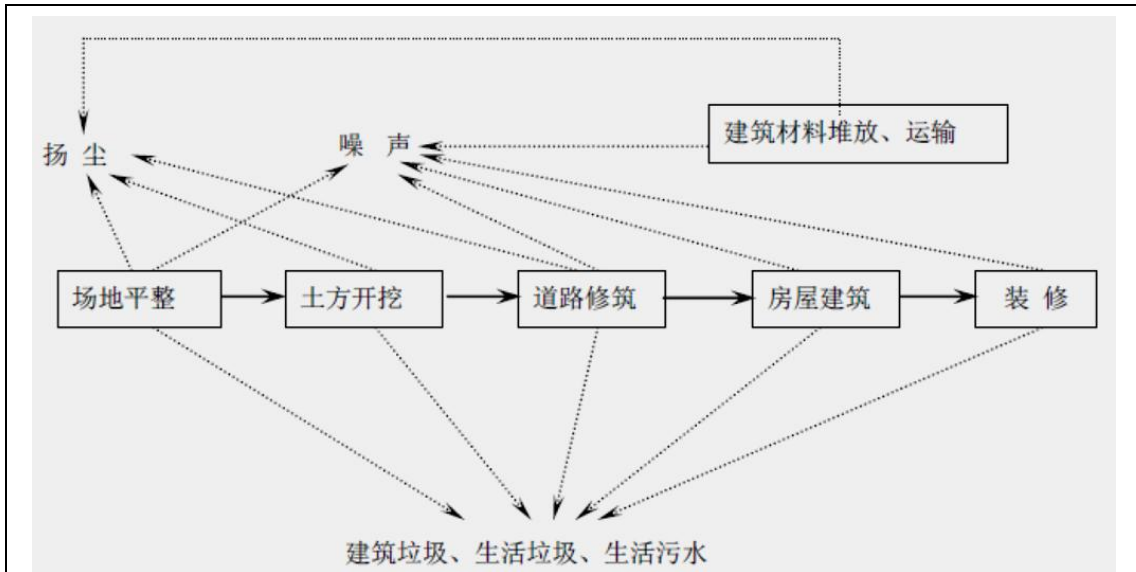 建筑材料堆放、运输
扬 尘
噪 声
场地平整
土方开挖
道路修筑
房屋建筑
装 修
建筑垃圾、生活垃圾、生活污水